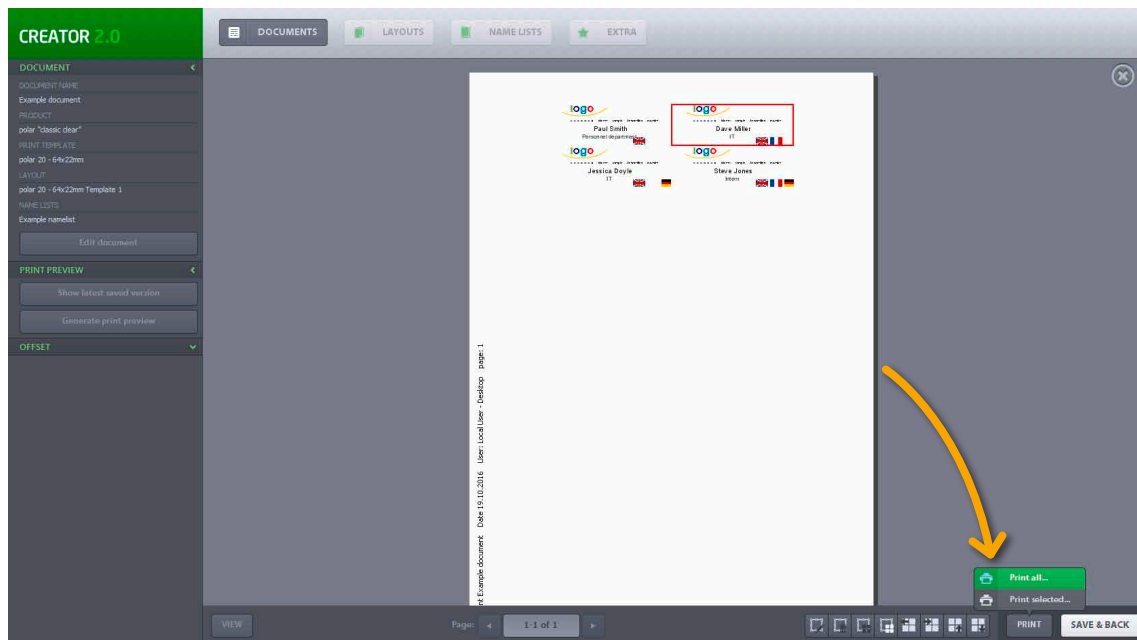 CREATOR 2.0
DOCUMENTS
LAYOUTS
NAME LISTS
EXTRA
DOCUMENT
DOCUMENT NAME
Example document
PRODUCT
polar "classic clear"
PRINT TEMPLATE
polar 20 - 64x22mm
LAYOUT
polar 20 - 64x22mm Template 1
NAME LISTS
Example namelist
Edit document
PRINT PREVIEW
Show latest saved version
Generate print preview
OFFSET
logo
Paul Smith
Personnel department
logo
Dave Miller
IT
logo
Jessica Doyle
IT
logo
Steve Jones
Intern
nt Example document Date 19.10.2016 User: Local User - Desktop page: 1
Print all...
Print selected...
VIEW
Page:
1-1 of 1
PRINT
SAVE & BACK